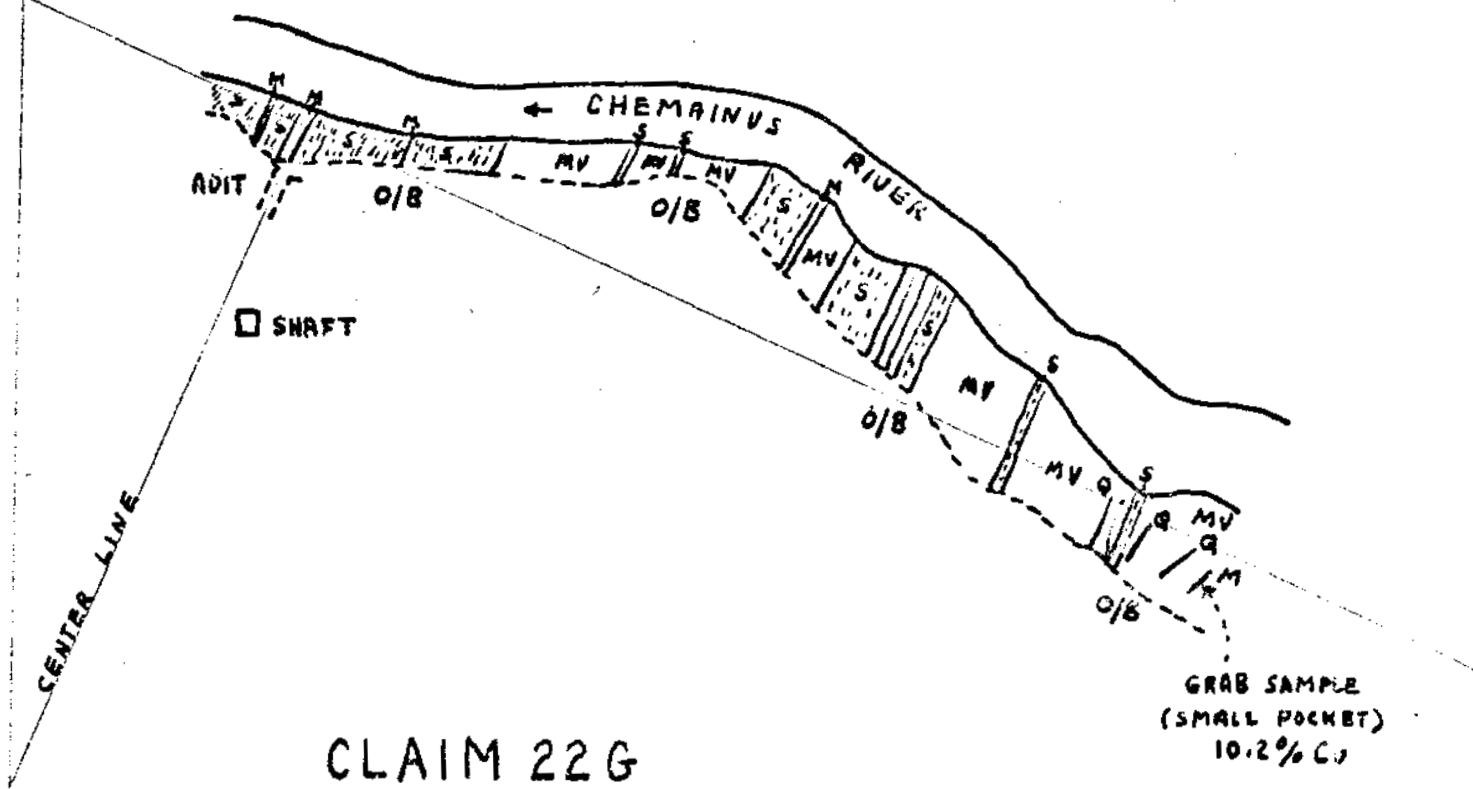 M
M
M
← CHEMAINUS RIVER
S
S
S
S
S
S
MV
MV
MV
ADIT
O/B
O/B
S
M
MV
S
S
SHAFT
MV
S
O/B
MV
Q
S
Q
MV
Q
M
O/B
CENTER LINE
GRAB SAMPLE
(SMALL POCKET)
10.2% Cu
CLAIM 22G